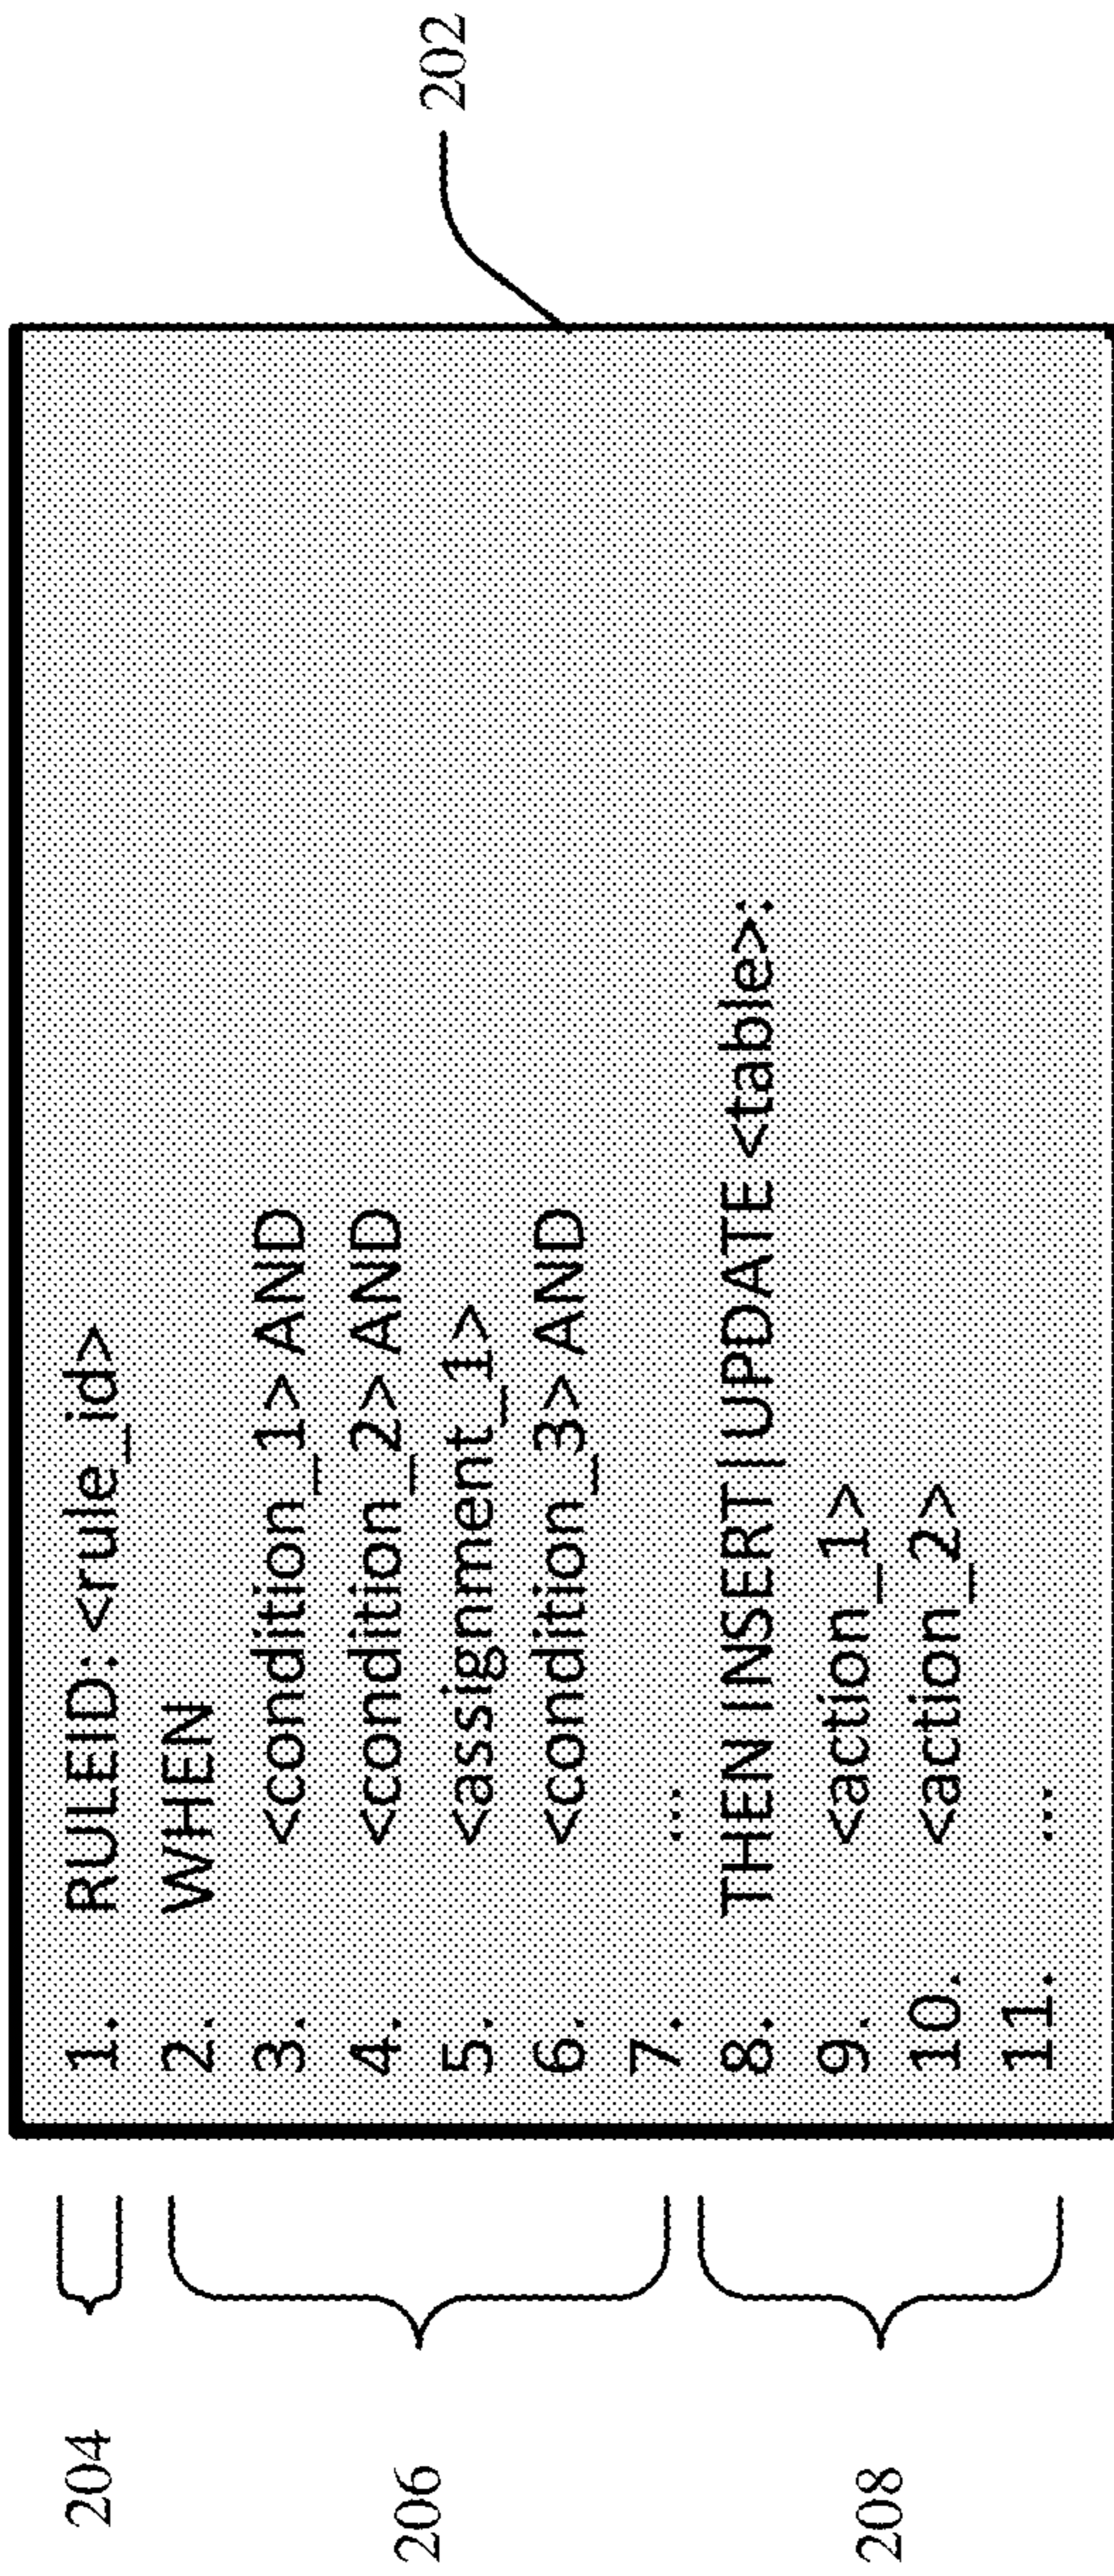 202
204
1. RULEID: <rule_id>
2. WHEN
3. <condition_1> AND
4. <condition_2> AND
5. <assignment_1>
6. <condition_3> AND
7. ...
206
8. THEN INSERT|UPDATE <table>:
9. <action_1>
10. <action_2>
11. ...
208